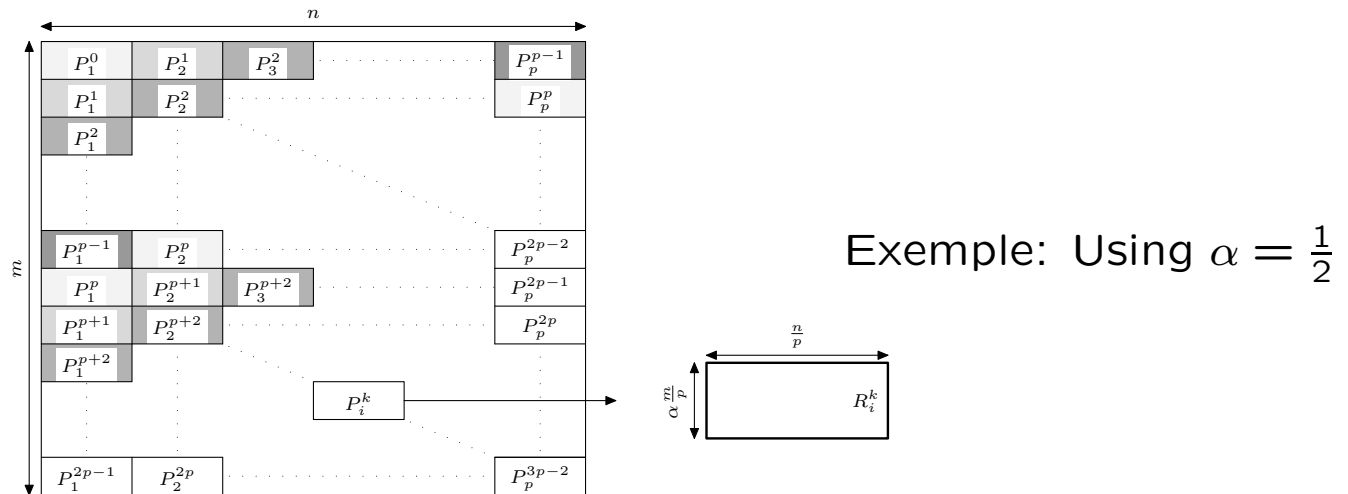 n
P_1^0 P_2^1 P_3^2 P_p^{p-1}
P_1^1 P_2^2 P_p^p
P_1^2
m
P_1^{p-1} P_2^p P_p^{2p-2}
P_1^p P_2^{p+1} P_3^{p+2} P_p^{2p-1}
P_1^{p+1} P_2^{p+2} P_p^{2p}
P_1^{p+2}
P_i^k
P_1^{2p-1} P_2^{2p} P_p^{3p-2}
n/p
α m/p
R_i^k
Exemple: Using α = 1/2